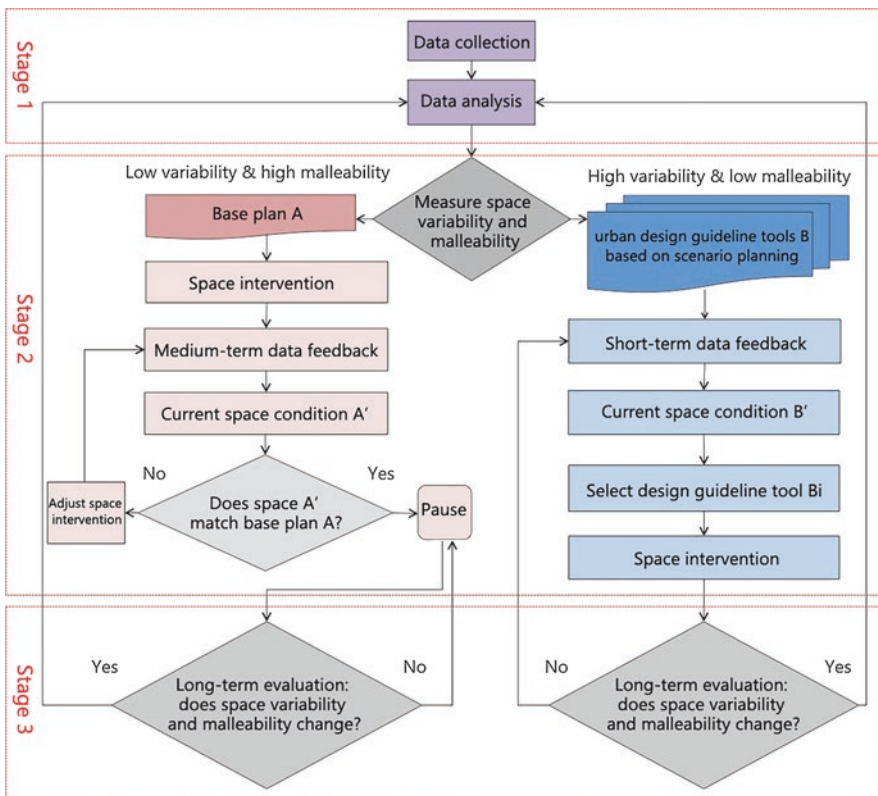 Stage 1
Data collection
Data analysis
Stage 2
Low variability & high malleability
High variability & low malleability
Measure space
variability and
malleability
Base plan A
urban design guideline tools B
based on scenario planning
Space intervention
Medium-term data feedback
Current space condition A'
No
Yes
Adjust space
intervention
Does space A'
match base plan A?
Pause
Short-term data feedback
Current space condition B'
Select design guideline tool Bi
Space intervention
Stage 3
Yes
No
Long-term evaluation:
does space variability
and malleability change?
No
Yes
Long-term evaluation:
does space variability
and malleability change?